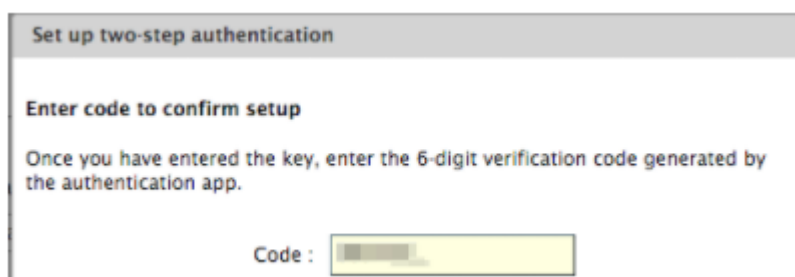 Set up two-step authentication
Enter code to confirm setup
Once you have entered the key, enter the 6-digit verification code generated by
the authentication app.
Code :